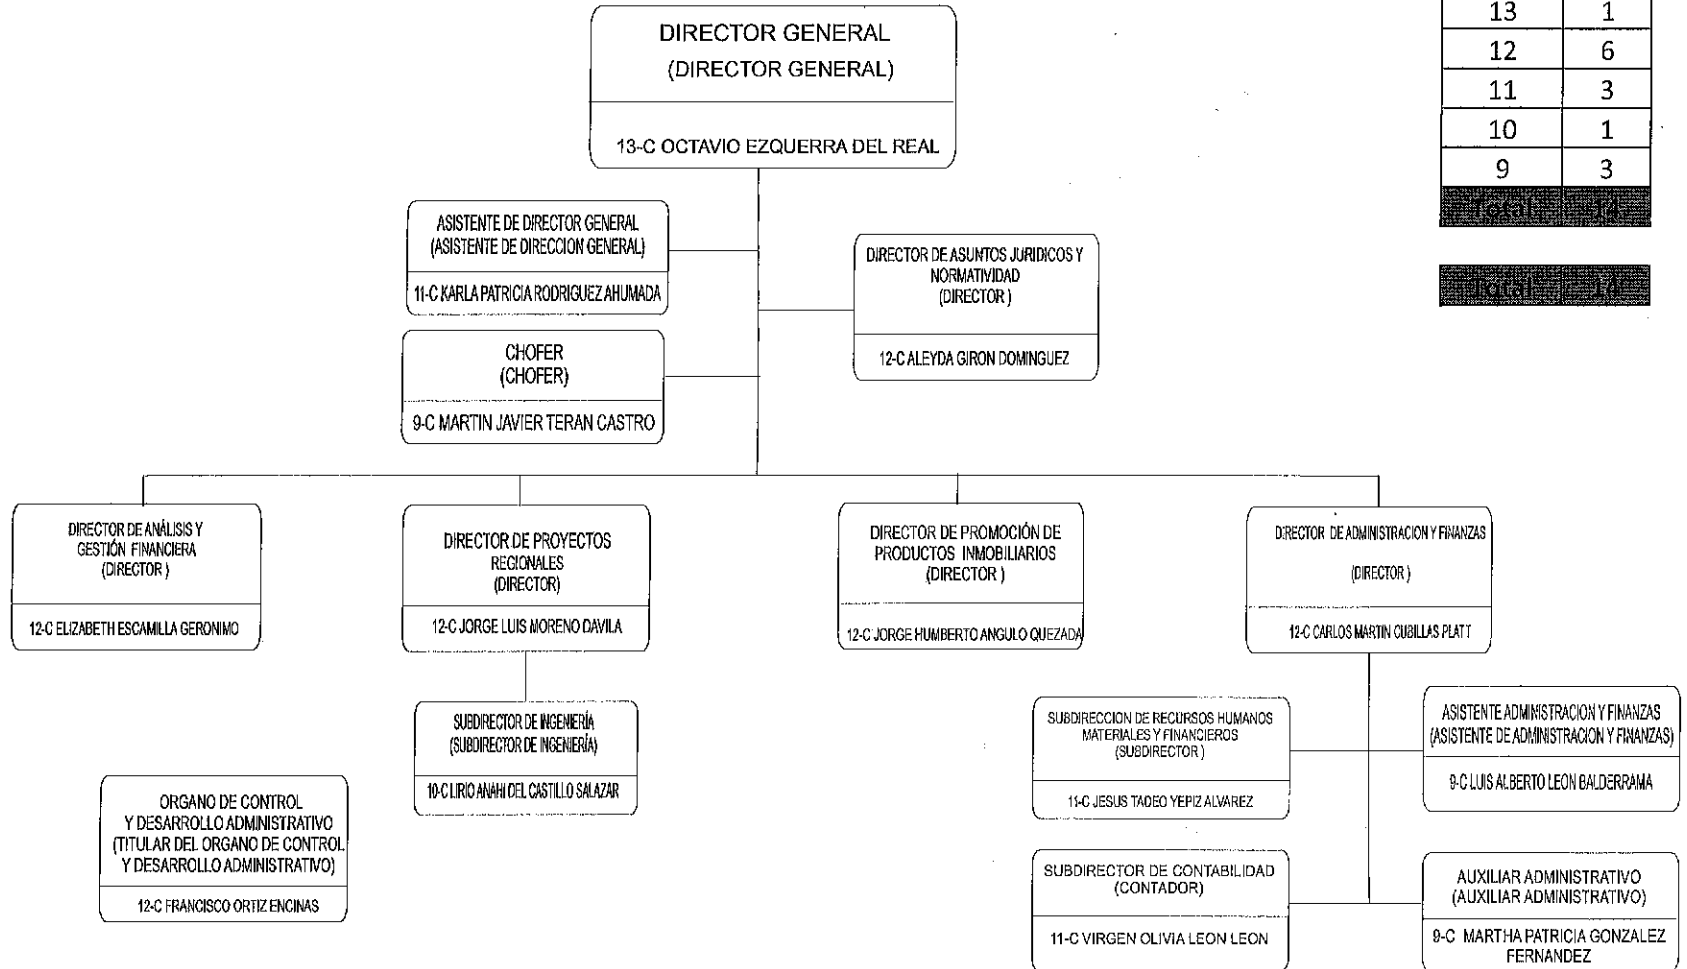 DIRECTOR GENERAL
(DIRECTOR GENERAL)
13-C OCTAVIO EZQUERRA DEL REAL
13 1
12 6
11 3
10 1
9 3
Total 14
Total 14
ASISTENTE DE DIRECTOR GENERAL
(ASISTENTE DE DIRECCION GENERAL)
11-C KARLA PATRICIA RODRIGUEZ AHUMADA
DIRECTOR DE ASUNTOS JURIDICOS Y
NORMATIVIDAD
(DIRECTOR )
12-C ALEYDA GIRON DOMINGUEZ
CHOFER
(CHOFER)
9-C MARTIN JAVIER TERAN CASTRO
DIRECTOR DE ANÁLISIS Y
GESTIÓN FINANCIERA
(DIRECTOR )
12-C ELIZABETH ESCAMILLA GERONIMO
DIRECTOR DE PROYECTOS
REGIONALES
(DIRECTOR)
12-C JORGE LUIS MORENO DAVILA
DIRECTOR DE PROMOCIÓN DE
PRODUCTOS INMOBILIARIOS
(DIRECTOR )
12-C JORGE HUMBERTO ANGULO QUEZADA
DIRECTOR DE ADMINISTRACION Y FINANZAS
(DIRECTOR )
12-C CARLOS MARTIN CUBILLAS PLATT
SUBDIRECTOR DE INGENIERÍA
(SUBDIRECTOR DE INGENIERÍA)
10-C LIRIO ANAHI DEL CASTILLO SALAZAR
SUBDIRECCION DE RECURSOS HUMANOS
MATERIALES Y FINANCIEROS
(SUBDIRECTOR )
11-C JESUS TADEO YEPIZ ALVAREZ
ASISTENTE ADMINISTRACION Y FINANZAS
(ASISTENTE DE ADMINISTRACION Y FINANZAS)
9-C LUIS ALBERTO LEON BALDERRAMA
ORGANO DE CONTROL
Y DESARROLLO ADMINISTRATIVO
(TITULAR DEL ORGANO DE CONTROL
Y DESARROLLO ADMINISTRATIVO)
12-C FRANCISCO ORTIZ ENCINAS
SUBDIRECTOR DE CONTABILIDAD
(CONTADOR)
11-C VIRGEN OLIVIA LEON LEON
AUXILIAR ADMINISTRATIVO
(AUXILIAR ADMINISTRATIVO)
9-C MARTHA PATRICIA GONZALEZ
FERNANDEZ